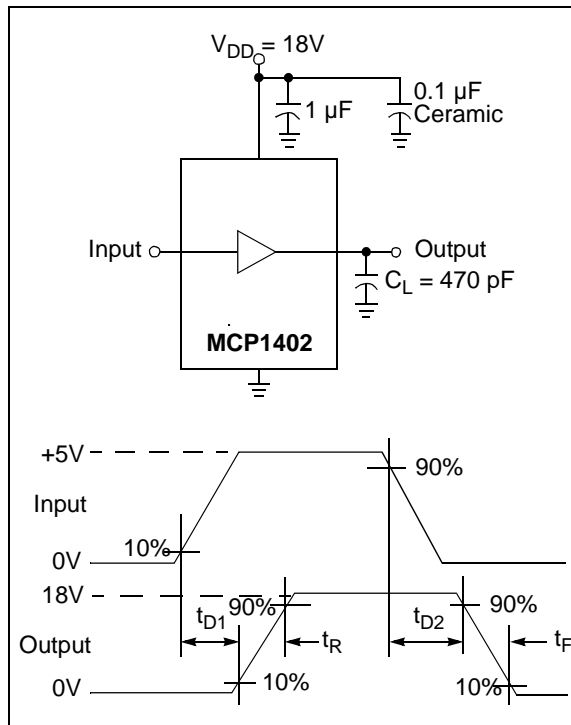 V_DD = 18V
1 µF
0.1 µF
Ceramic
Input
Output
C_L = 470 pF
MCP1402
+5V
90%
Input
10%
0V
18V
90%
t_D1
t_R
t_D2
90%
t_F
Output
0V
10%
10%